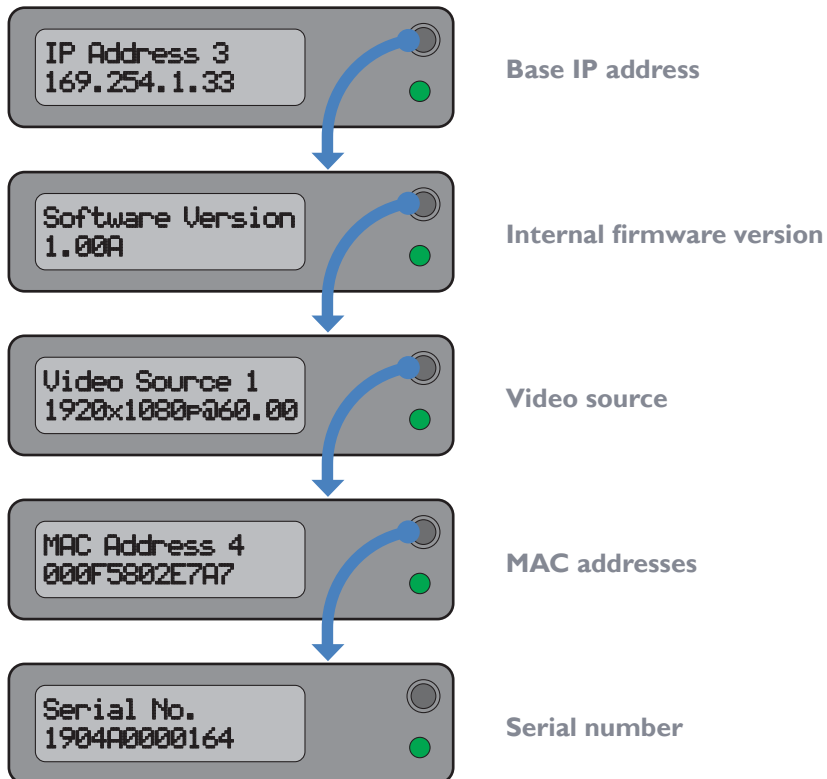 IP Address 3
169.254.1.33
Base IP address
Software Version
1.00A
Internal firmware version
Video Source 1
1920x1080p@60.00
Video source
MAC Address 4
000F5802E7A7
MAC addresses
Serial No.
1904A0000164
Serial number